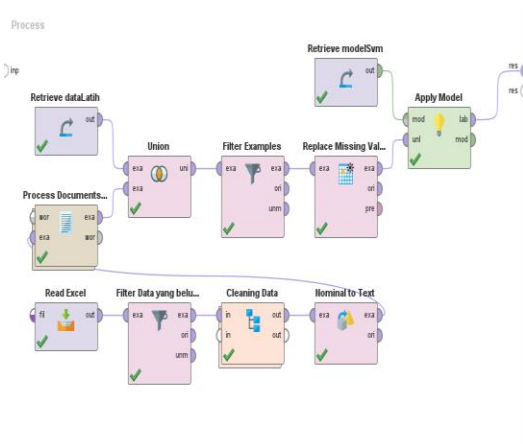 Process
inp
Retrieve modelSvm
out
res
res
Retrieve dataLatih
out
Apply Model
mod
lab
unl
mod
Union
exa
uni
exa
Filter Examples
exa
exa
ori
unm
Replace Missing Val...
exa
exa
ori
pre
Process Documents...
wor
exa
exa
wor
Read Excel
fil
out
Filter Data yang belu...
exa
exa
ori
unm
Cleaning Data
in
out
in
out
Nominal to Text
exa
exa
ori